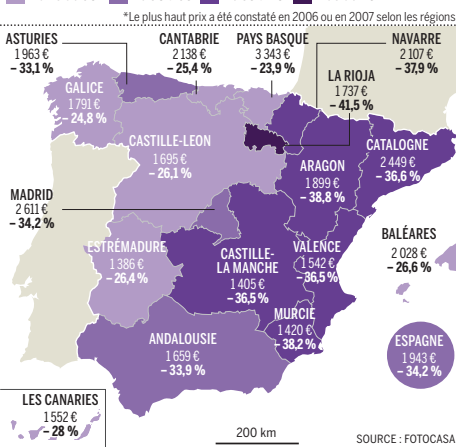 *Le plus haut prix a été constaté en 2006 ou en 2007 selon les régions
ASTURIES
1 963 €
– 33,1 %
CANTABRIE
2 138 €
– 25,4 %
PAYS BASQUE
3 343 €
– 23,9 %
NAVARRE
2 107 €
– 37,9 %
LA RIOJA
1 737 €
– 41,5 %
GALICE
1 791 €
– 24,8 %
CASTILLE-LEON
1 695 €
– 26,1 %
ARAGON
1 899 €
– 38,8 %
CATALOGNE
2 449 €
– 36,6 %
MADRID
2 611 €
– 34,2 %
ESTRÉMADURE
1 386 €
– 26,4 %
CASTILLE-
LA MANCHE
1 405 €
– 36,5 %
VALENCE
1 542 €
– 36,5 %
BALÉARES
2 028 €
– 26,6 %
MURCIE
1 420 €
– 38,2 %
ANDALOUSIE
1 659 €
– 33,9 %
ESPAGNE
1 943 €
– 34,2 %
LES CANARIES
1 552 €
– 28 %
200 km
SOURCE : FOTOCASA